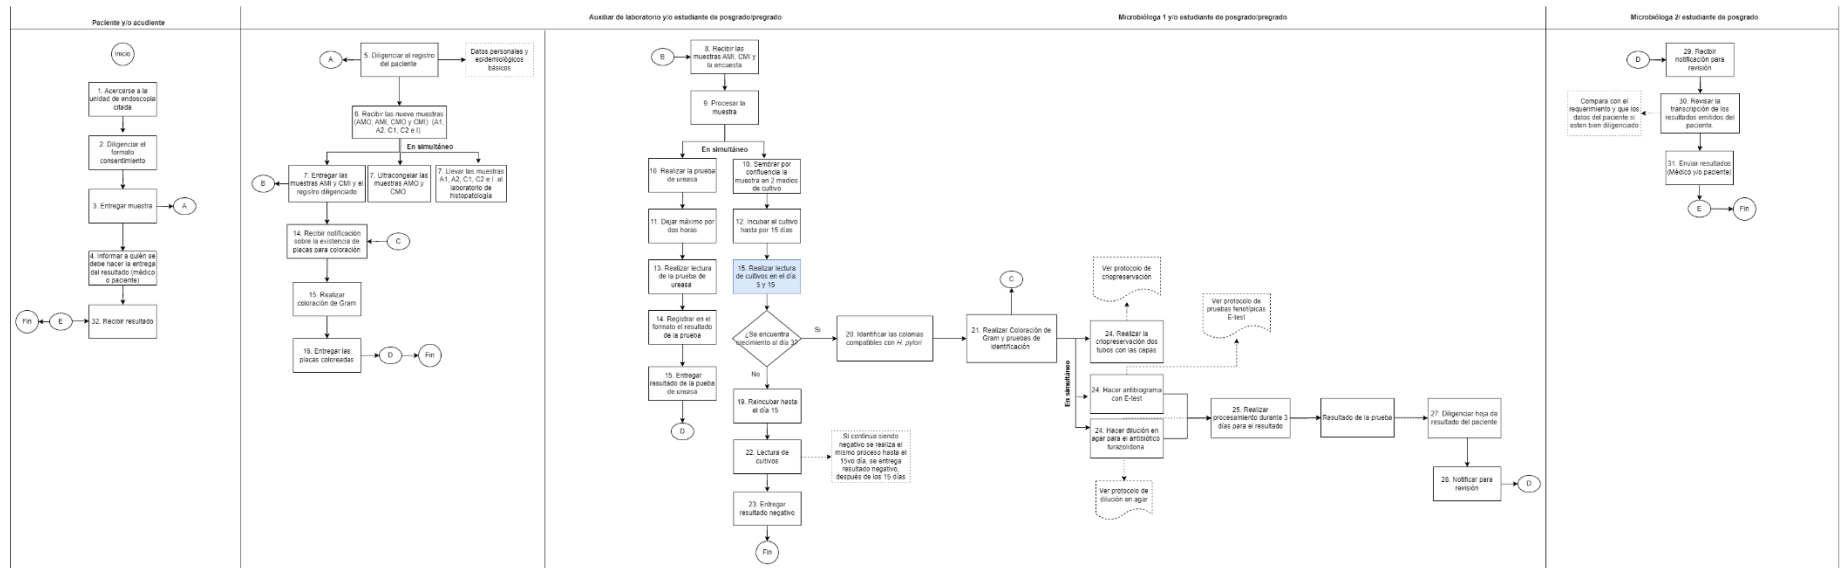 Paciente y/o acudiente
Inicio
1. Acercarse a la
unidad de endoscopia
citada
2. Diligenciar el
formato
consentimiento
3. Entregar muestra
A
4. Informar a quién se
debe hacer la entrega
del resultado (médico
o paciente)
Fin
E
32. Recibir resultado
Auxiliar de laboratorio y/o estudiante de posgrado/pregrado
A
5. Diligenciar el registro
del paciente
Datos personales y
epidemiológicos
básicos
6. Recibir las nueve muestras
(AMO, AMI, CMO y CMI) (A1,
A2, C1, C2 e I)
En simultáneo
B
7. Entregar las
muestras AMI y CMI y el
registro diligenciado
7. Ultracongelar las
muestras AMO y
CMO
7. Llevar las muestras
A1, A2, C1, C2 e I al
laboratorio de
histopatología
14. Recibir notificación
sobre la existencia de
placas para coloración
C
15. Realizar
coloración de Gram
16. Entregar las
placas coloreadas
D
Fin
B
8. Recibir las
muestras AMI, CMI y
la encuesta
9. Procesar la
muestra
En simultáneo
10. Realizar la prueba
de ureasa
10. Sembrar por
confluencia la
muestra en 2 medios
de cultivo
11. Dejar máximo por
dos horas
12. Incubar el cultivo
hasta por 15 días
13. Realizar lectura
de la prueba de
ureasa
15. Realizar lectura
de cultivos en el día
5 y 15
14. Registrar en el
formato el resultado
de la prueba
¿Se encuentra
crecimiento al día 3?
Si
No
15. Entregar
resultado de la pueba
de ureasa
D
19. Reincubar hasta
el día 15
22. Lectura de
cultivos
Si continua siendo
negativo se realiza el
mismo proceso hasta el
15vo día, se entrega
resultado negativo,
después de los 15 días
23. Entregar
resultado negativo
Fin
Microbióloga 1 y/o estudiante de posgrado/pregrado
20. Identificar las colonias
compatibles con H. pylori
C
21. Realizar Coloración de
Gram y pruebas de
identificación
En simultáneo
Ver protocolo de
criopreservación
Ver protocolo de
pruebas fenotípicas
E-test
24. Realizar la
criopreservación dos
tubos con las cepas
24. Hacer antibiograma
con E-test
24. Hacer dilución en
agar para el antibiótico
furazolidona
Ver protocolo de
dilución en agar
25. Realizar
procesamiento durante 3
días para el resultado
Resultado de la prueba
27. Diligenciar hoja de
resultado del paciente
28. Notificar para
revisión
D
Microbióloga 2/ estudiante de posgrado
D
29. Recibir
notificación para
revisión
Compara con el
requerimiento y que los
datos del paciente si
esten bien diligenciado
30. Revisar la
transcripción de los
resultados emitidos del
paciente.
31. Enviar resultados
(Médico y/o paciente)
E
Fin